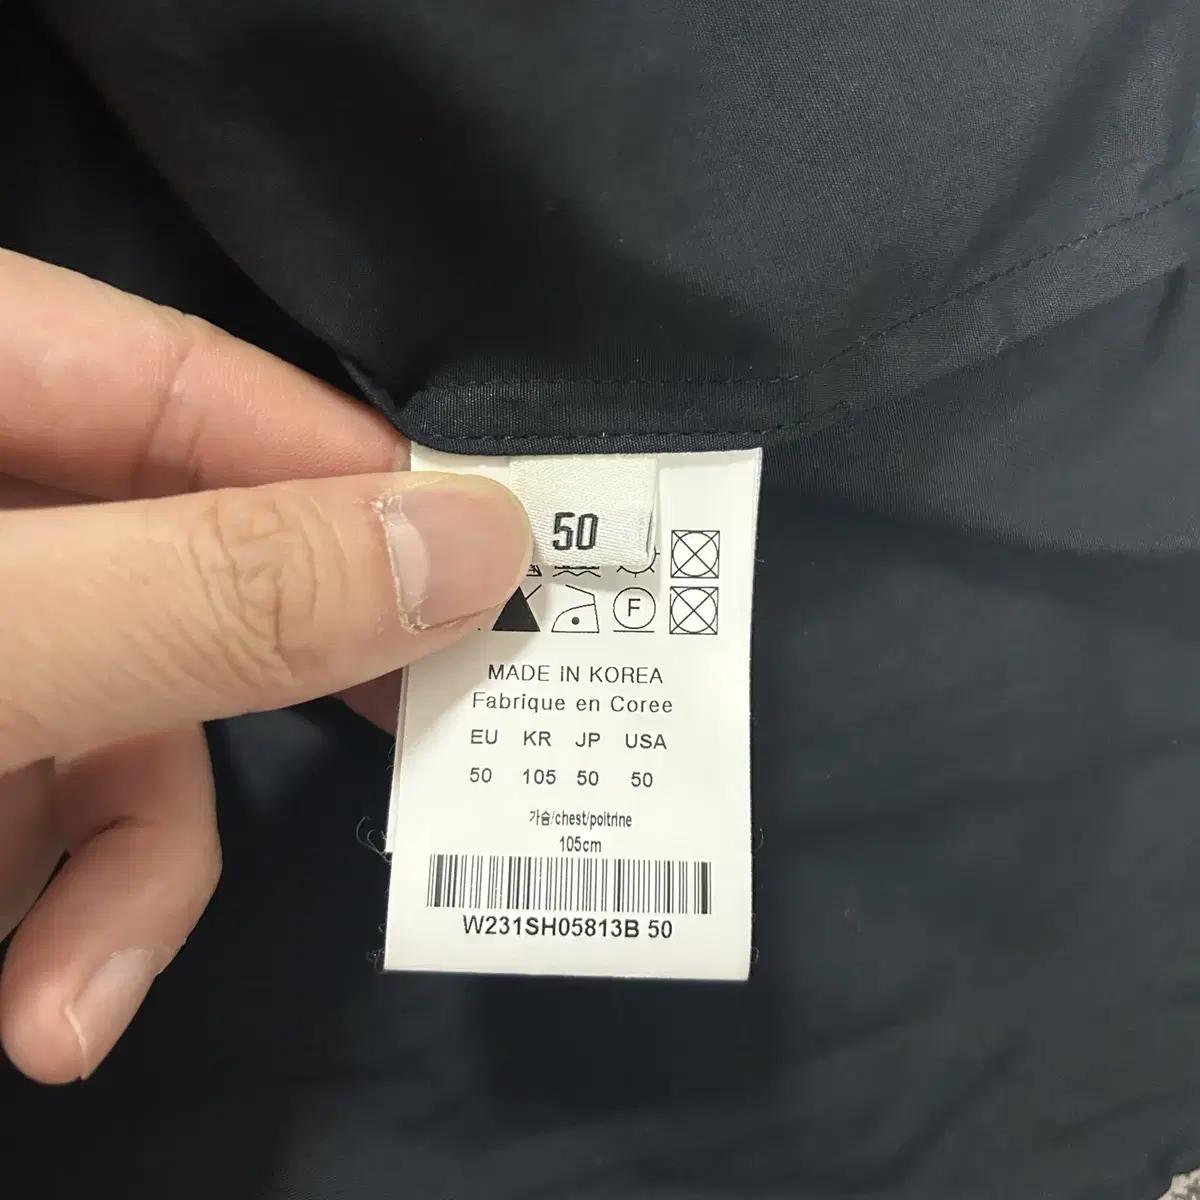 50
F
MADE IN KOREA
Fabrique en Coree
EU KR JP USA
50 105 50 50
가슴/chest/poitrine
105cm
W231SH05813B 50